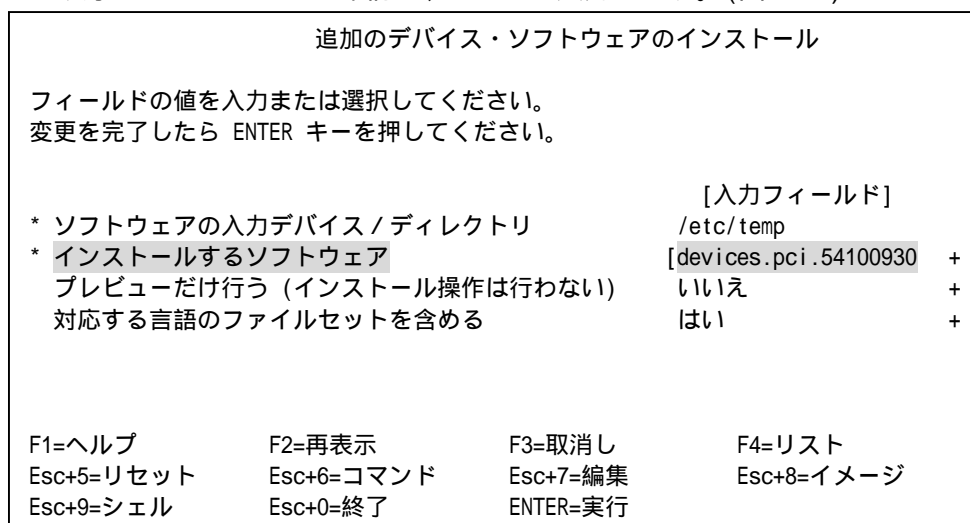 追加のデバイス・ソフトウェアのインストール
フィールドの値を入力または選択してください。
変更を完了したら ENTER キーを押してください。
[入力フィールド]
* ソフトウェアの入力デバイス / ディレクトリ /etc/temp
* インストールするソフトウェア [devices.pci.54100930 +
プレビューだけ行う (インストール操作は行わない) いいえ +
対応する言語のファイルセットを含める はい +
F1=ヘルプ F2=再表示 F3=取消し F4=リスト
Esc+5=リセット Esc+6=コマンド Esc+7=編集 Esc+8=イメージ
Esc+9=シェル Esc+0=終了 ENTER=実行